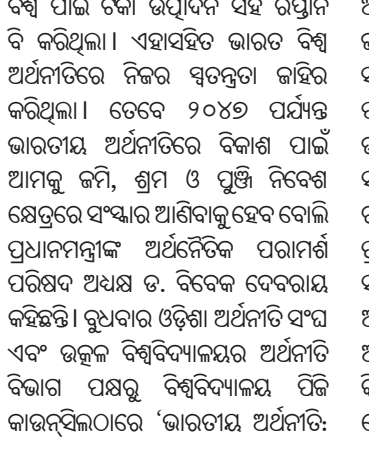 ବିଶ୍ୱ ପାଇଁ ଟିକା ଉତ୍ପାଦନ ସହ ରପ୍ତାନି
ବି କରିଥିଲା। ଏହାସହିତ ଭାରତ ବିଶ୍ୱ
ଅର୍ଥନୀତିରେ ନିଜର ସ୍ୱତନ୍ତ୍ରତା ଜାହିର
କରିଥିଲା। ତେବେ ୨୦୪୭ ପର୍ଯ୍ୟନ୍ତ
ଭାରତୀୟ ଅର୍ଥନୀତିରେ ବିକାଶ ପାଇଁ
ଆମକୁ ଜମି, ଶ୍ରମ ଓ ପୁଞ୍ଜି ନିବେଶ
କ୍ଷେତ୍ରରେ ସଂସ୍କାର ଆଣିବାକୁ ହେବ ବୋଲି
ପ୍ରଧାନମନ୍ତ୍ରୀଙ୍କ ଅର୍ଥନୈତିକ ପରାମର୍ଶ
ପରିଷଦ ଅଧ୍ୟକ୍ଷ ଡ. ବିବେକ ଦେବରାୟ
କହିଛନ୍ତି। ବୁଧବାର ଓଡ଼ିଶା ଅର୍ଥନୀତି ସଂଘ
ଏବଂ ଉତ୍କଳ ବିଶ୍ୱବିଦ୍ୟାଳୟର ଅର୍ଥନୀତି
ବିଭାଗ ପକ୍ଷରୁ ବିଶ୍ୱବିଦ୍ୟାଳୟ ପିଜି
କାଉନ୍‌ସିଲଠାରେ ‘ଭାରତୀୟ ଅର୍ଥନୀତି: